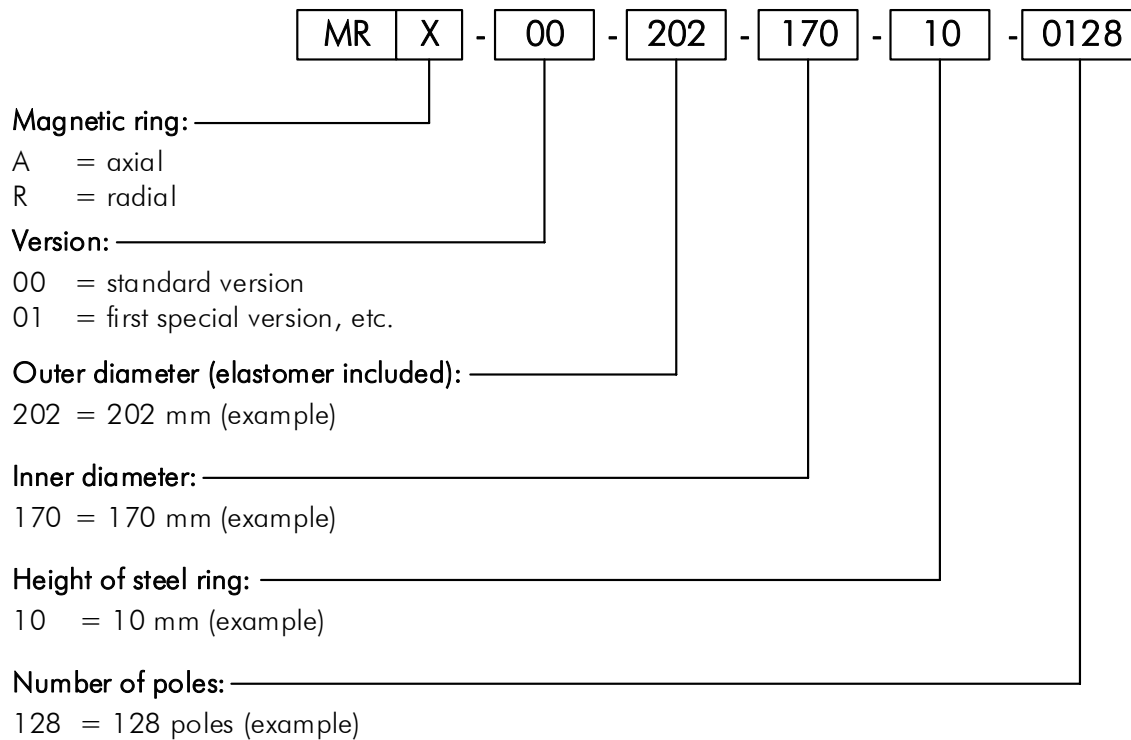 MR X - 00 - 202 - 170 - 10 - 0128
Magnetic ring:
A = axial
R = radial
Version:
00 = standard version
01 = first special version, etc.
Outer diameter (elastomer included):
202 = 202 mm (example)
Inner diameter:
170 = 170 mm (example)
Height of steel ring:
10 = 10 mm (example)
Number of poles:
128 = 128 poles (example)